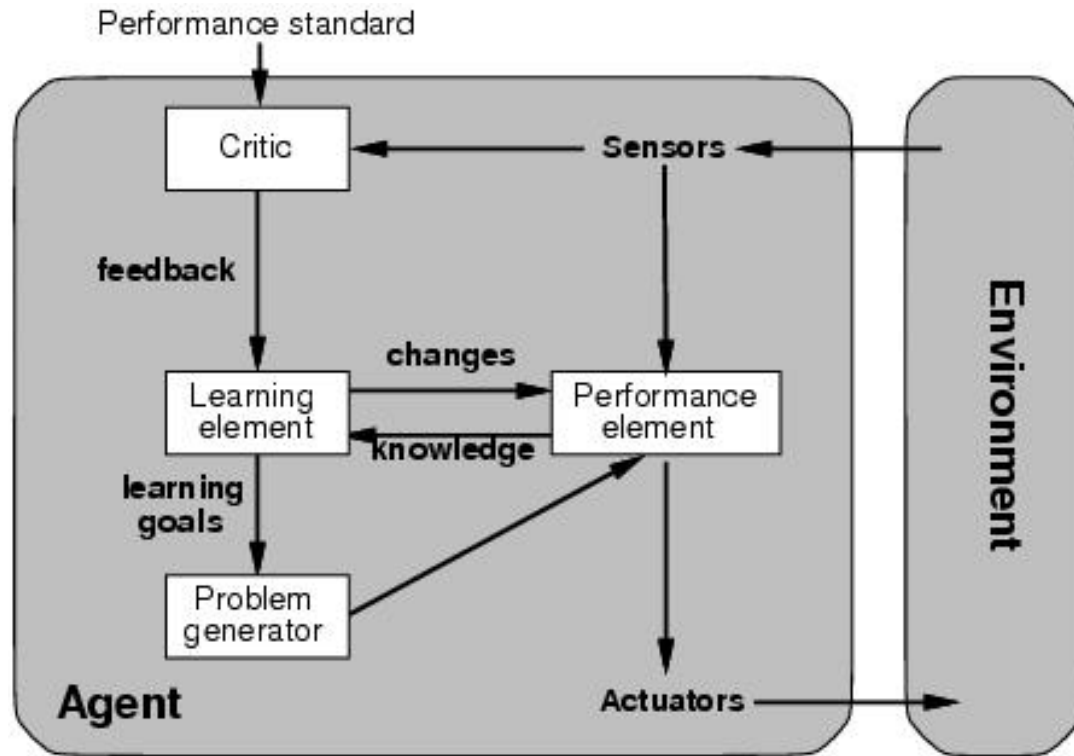 Performance standard
Critic
Sensors
feedback
changes
Learning
element
Performance
element
knowledge
learning
goals
Problem
generator
Agent
Actuators
Environment